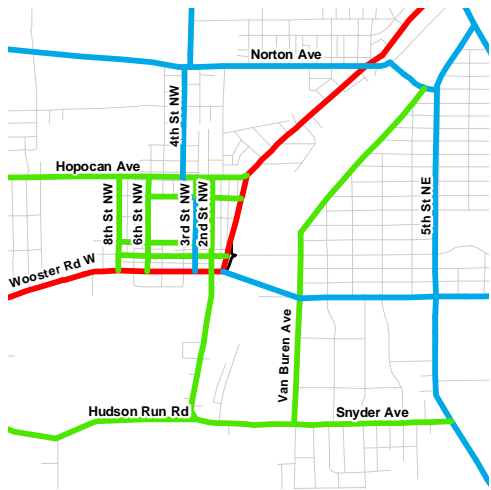 Norton Ave
4th St NW
Hopocan Ave
8th St NW
6th St NW
3rd St NW
2nd St NW
5th St NE
Wooster Rd W
Van Buren Ave
Hudson Run Rd
Snyder Ave